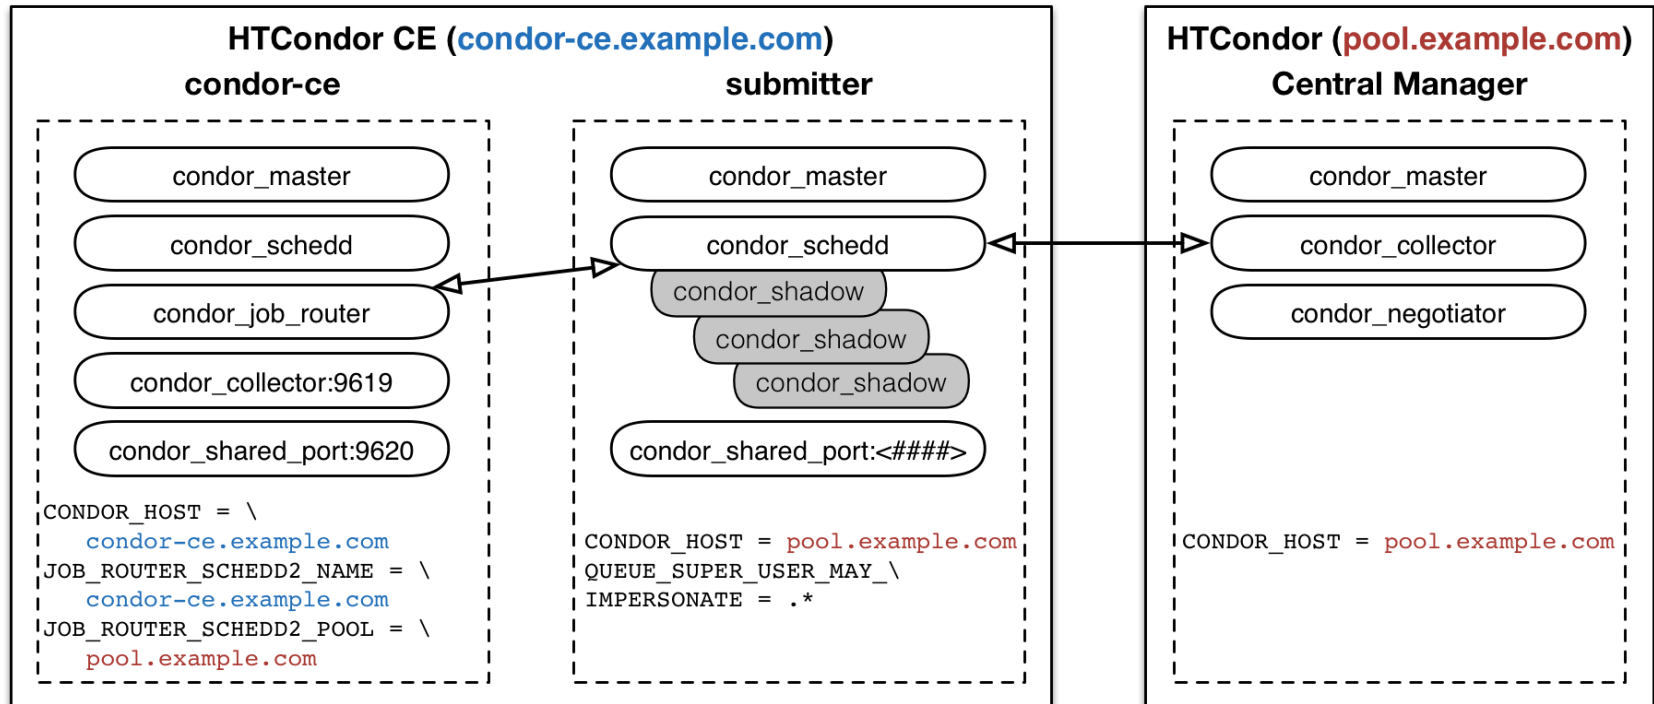 HTCondor CE (condor-ce.example.com)
condor-ce
condor_master
condor_schedd
condor_job_router
condor_collector:9619
condor_shared_port:9620
CONDOR_HOST = \
condor-ce.example.com
JOB_ROUTER_SCHEDD2_NAME = \
condor-ce.example.com
JOB_ROUTER_SCHEDD2_POOL = \
pool.example.com
submitter
condor_master
condor_schedd
condor_shadow
condor_shadow
condor_shadow
condor_shared_port:<####>
CONDOR_HOST = pool.example.com
QUEUE_SUPER_USER_MAY_\
IMPERSONATE = .*
HTCondor (pool.example.com)
Central Manager
condor_master
condor_collector
condor_negotiator
CONDOR_HOST = pool.example.com